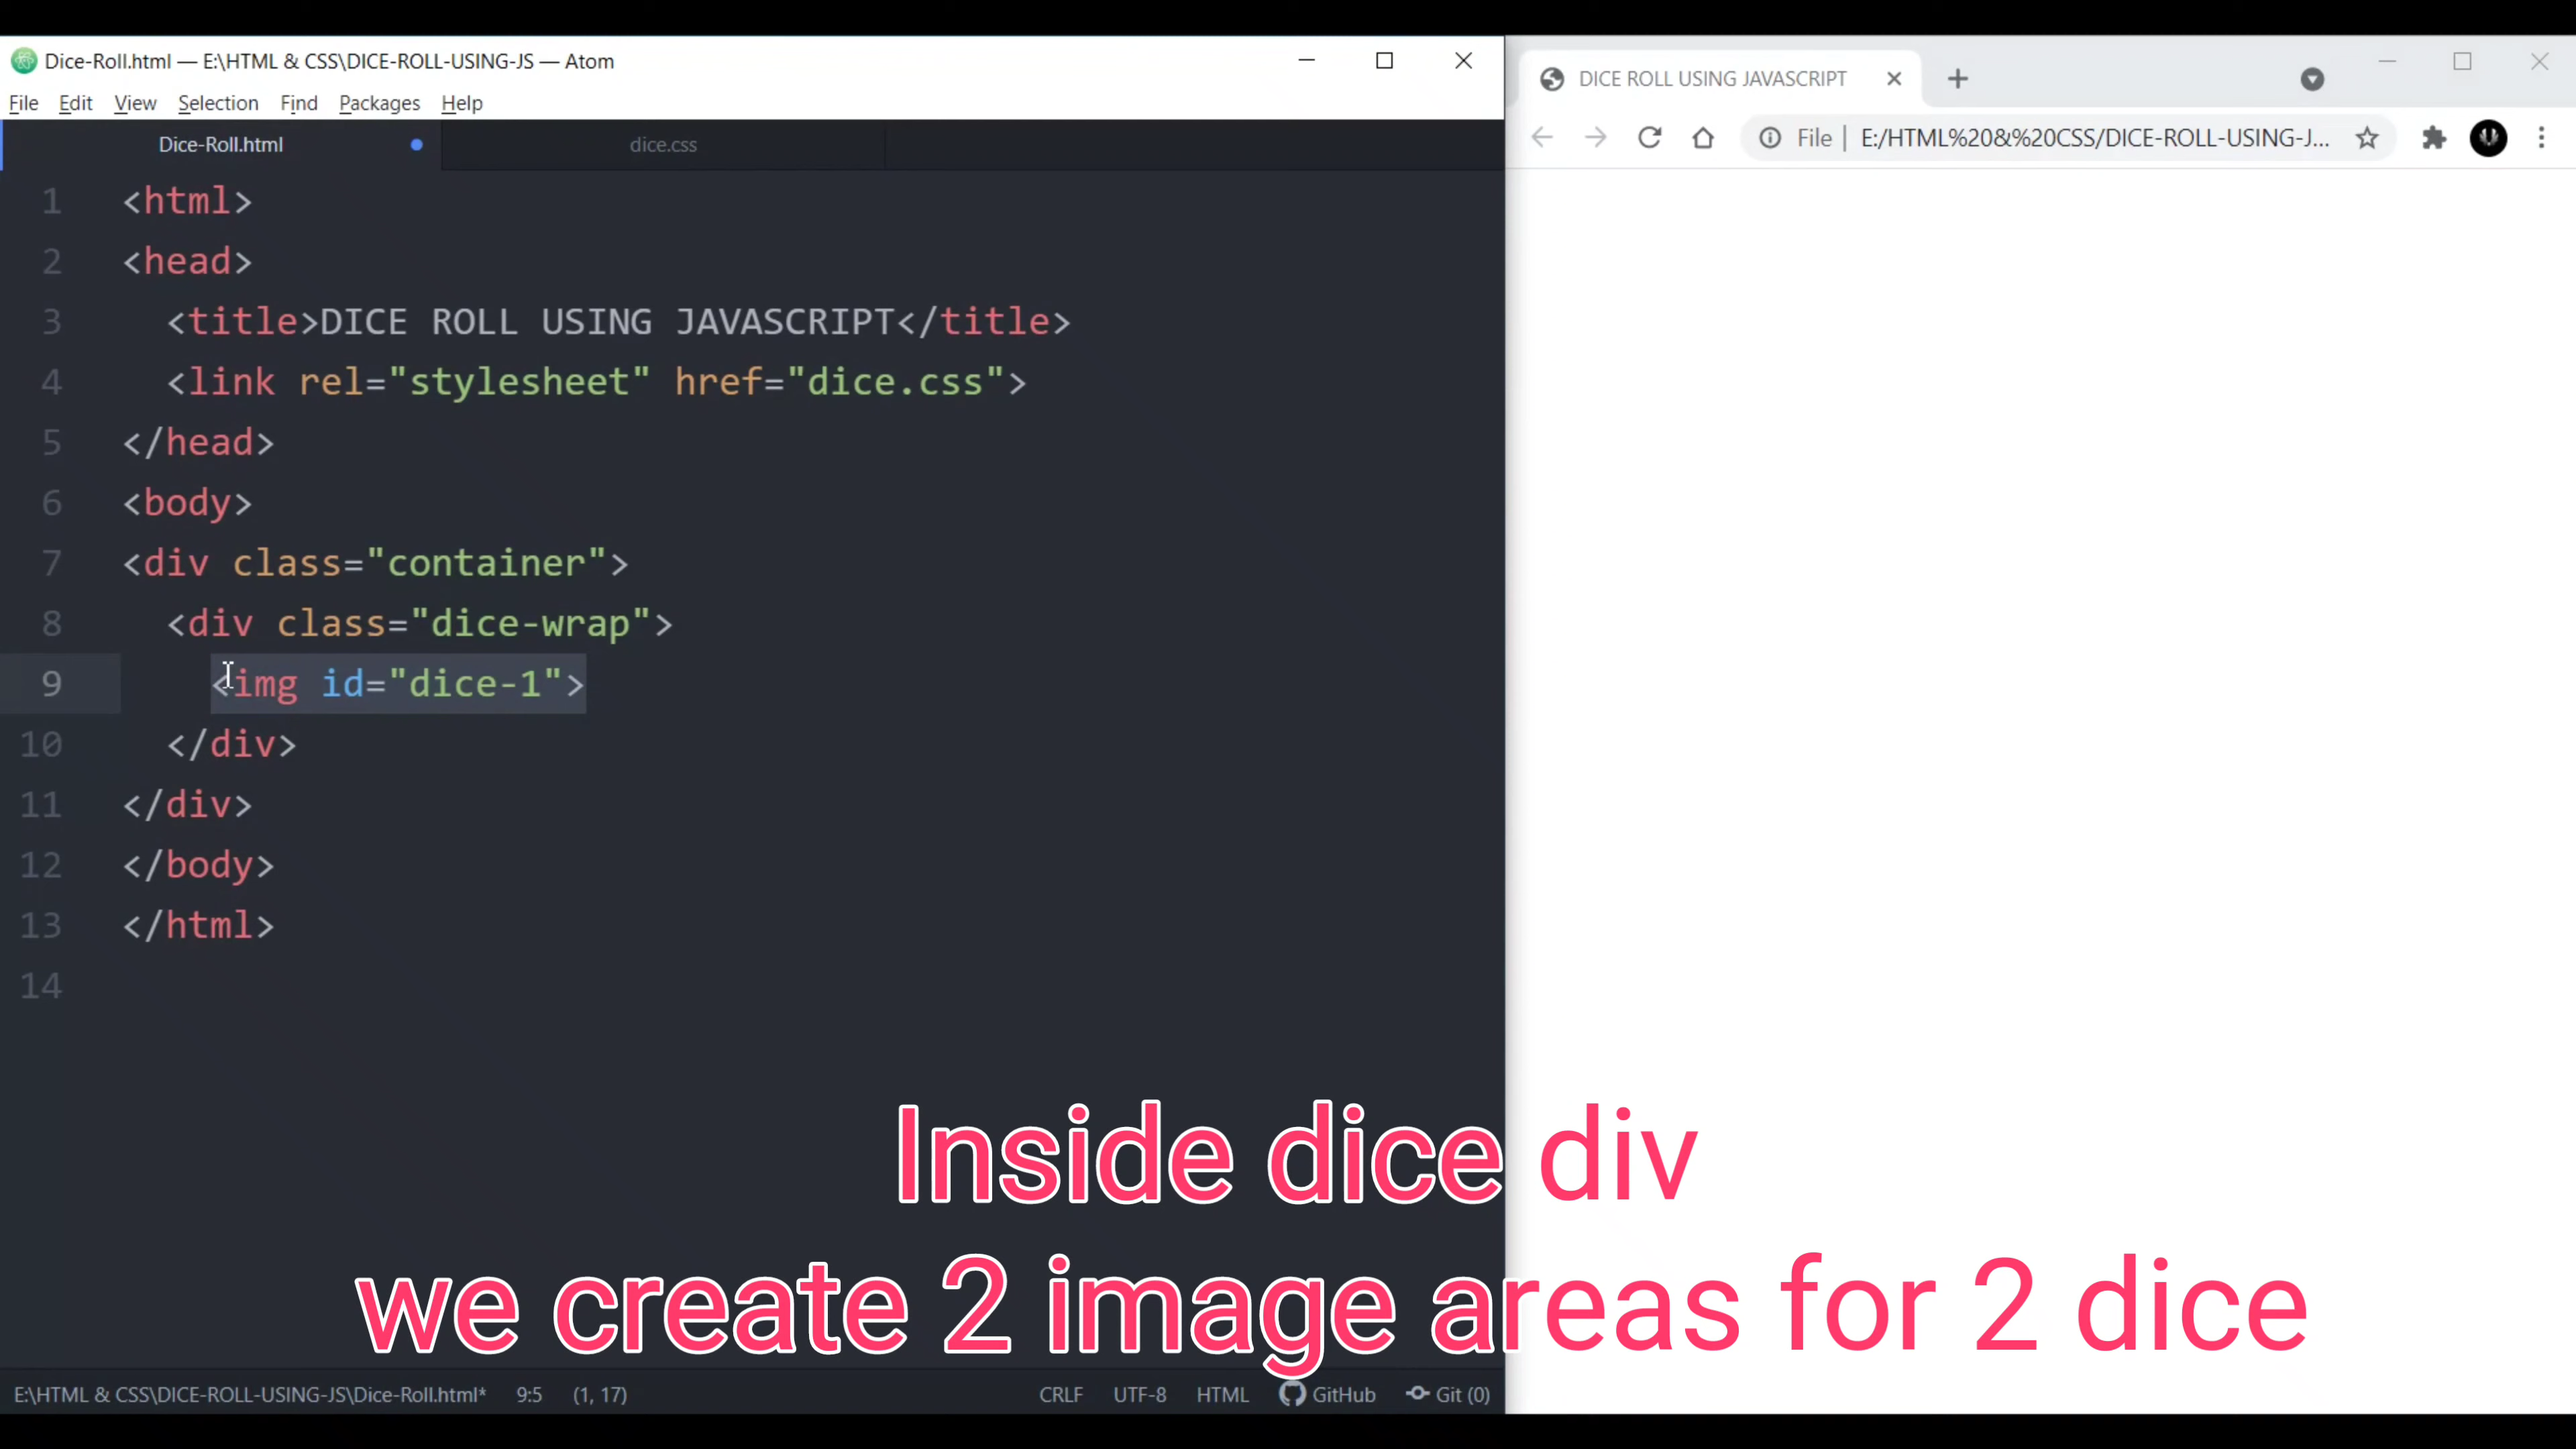 Dice-Roll.html — E:\HTML & CSS\DICE-ROLL-USING-JS — Atom
File Edit View Selection Find Packages Help
Dice-Roll.html dice.css
1 <html>
2 <head>
3 <title>DICE ROLL USING JAVASCRIPT</title>
4 <link rel="stylesheet" href="dice.css">
5 </head>
6 <body>
7 <div class="container">
8 <div class="dice-wrap">
9 <img id="dice-1">
10 </div>
11 </div>
12 </body>
13 </html>
14
E:\HTML & CSS\DICE-ROLL-USING-JS\Dice-Roll.html* 9:5 (1, 17) CRLF UTF-8 HTML GitHub Git (0)
DICE ROLL USING JAVASCRIPT
File E:/HTML%20&%20CSS/DICE-ROLL-USING-J...
Inside dice div
we create 2 image areas for 2 dice